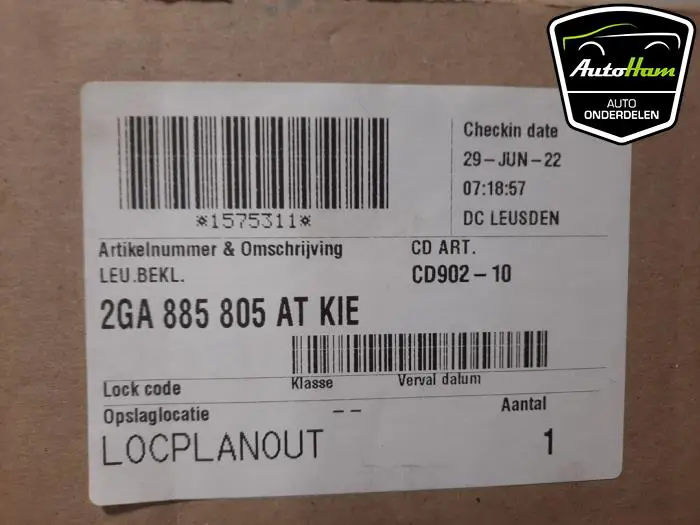 AutoHam
AUTO
ONDERDELEN
Checkin date
29-JUN-22
07:18:57
DC LEUSDEN
*1575311*
Artikelnummer & Omschrijving
CD ART.
LEU.BEKL.
CD902-10
2GA 885 805 AT KIE
Lock code
Klasse
Verval datum
Opslaglocatie
--
Aantal
LOCPLANOUT
1